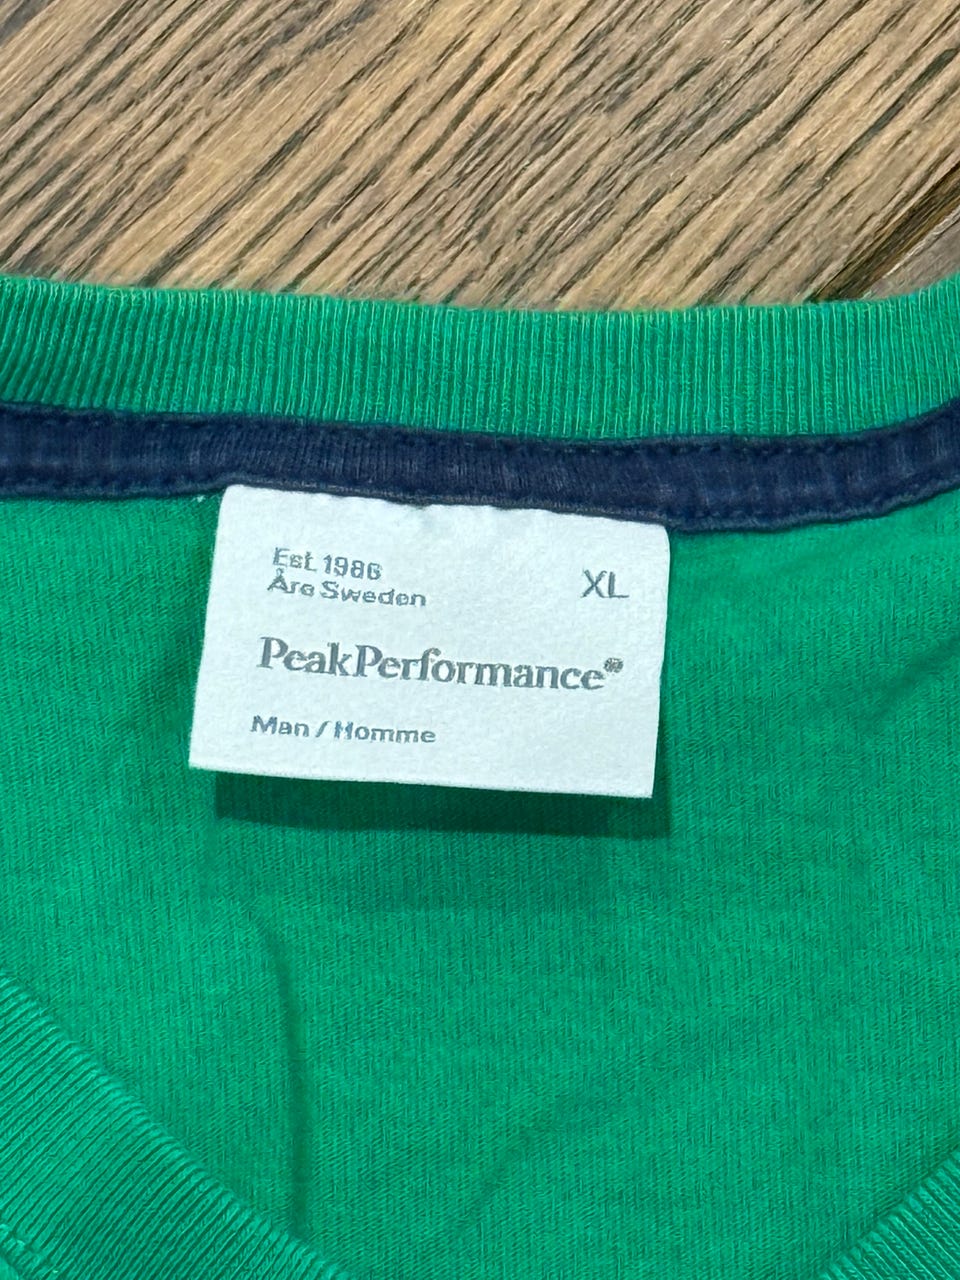 Est. 1986
Åre Sweden
XL
PeakPerformance®
Man / Homme